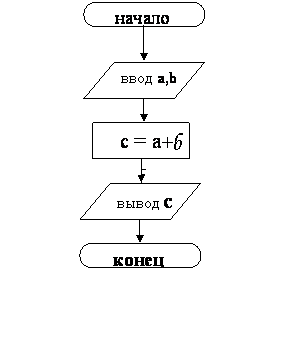 начало
ввод a,b
c = a+б
вывод c
конец